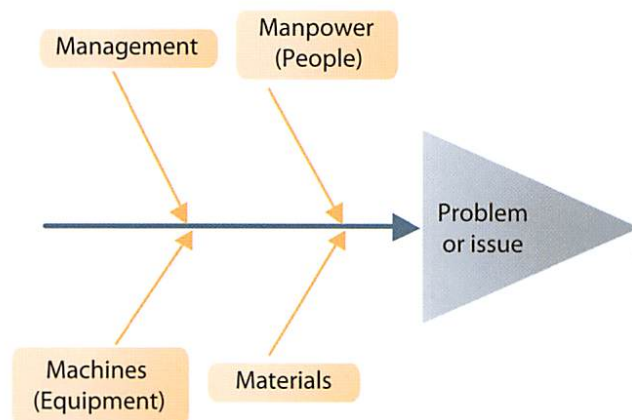 Management
Manpower
(People)
Problem
or issue
Machines
(Equipment)
Materials